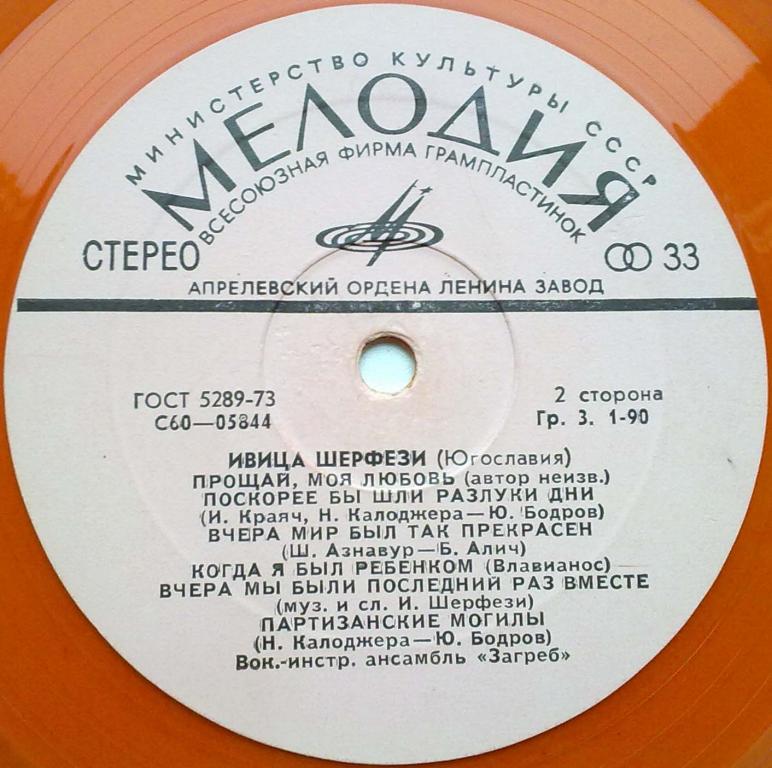 МИНИСТЕРСТВО КУЛЬТУРЫ СССР
МЕЛОДИЯ
ВСЕСОЮЗНАЯ ФИРМА ГРАМПЛАСТИНОК
СТЕРЕО
33
АПРЕЛЕВСКИЙ ОРДЕНА ЛЕНИНА ЗАВОД
ГОСТ 5289-73
2 сторона
С60—05844
Гр. 3. 1-90
ИВИЦА ШЕРФЕЗИ (Югославия)
ПРОЩАЙ, МОЯ ЛЮБОВЬ (автор неизв.)
ПОСКОРЕЕ БЫ ШЛИ РАЗЛУКИ ДНИ
(И. Краяч, Н. Калоджера—Ю. Бодров)
ВЧЕРА МИР БЫЛ ТАК ПРЕКРАСЕН
(Ш. Азнавур—Б. Алич)
КОГДА Я БЫЛ РЕБЕНКОМ (Влавианос)
ВЧЕРА МЫ БЫЛИ ПОСЛЕДНИЙ РАЗ ВМЕСТЕ
(муз. и сл. И. Шерфези)
ПАРТИЗАНСКИЕ МОГИЛЫ
(Н. Калоджера—Ю. Бодров)
Вок.-инстр. ансамбль «Загреб»